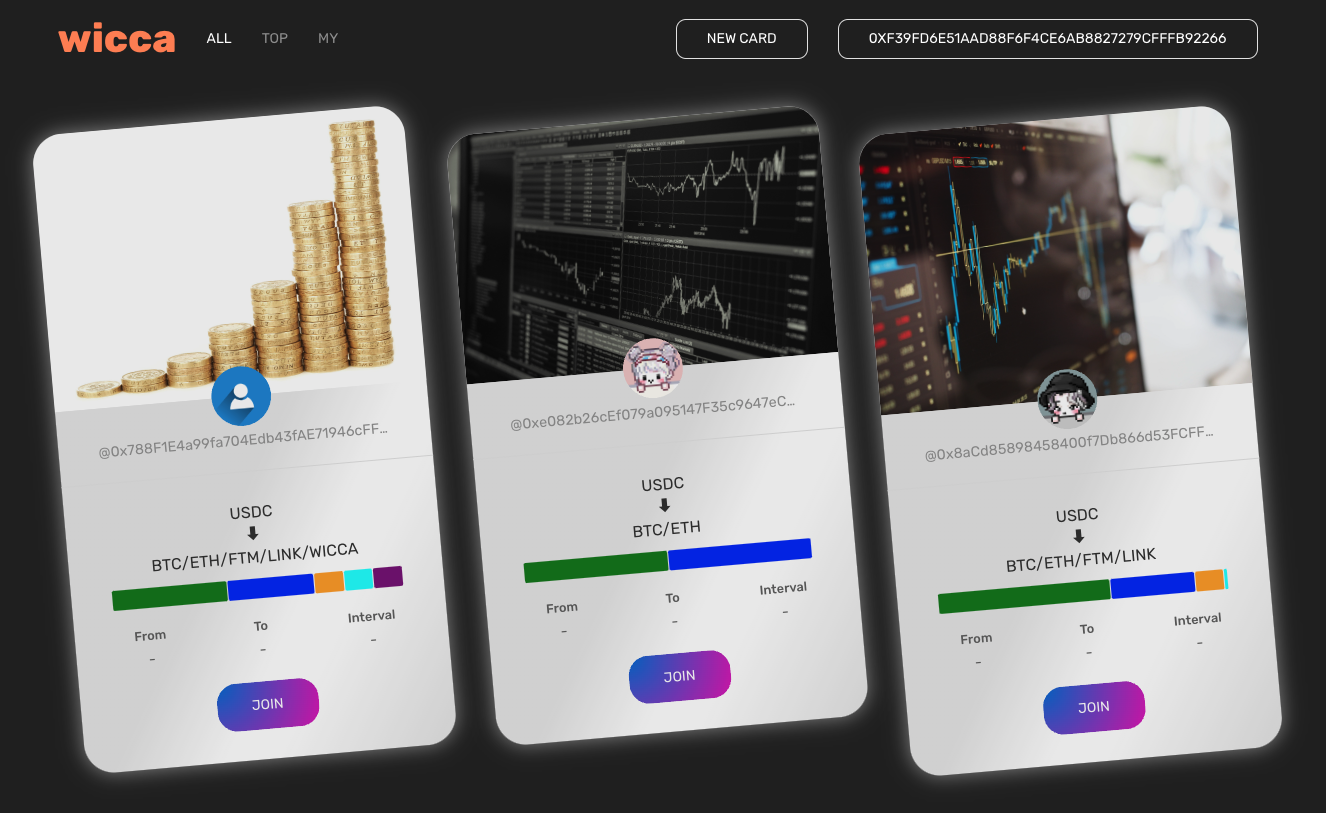 wicca
ALL
TOP
MY
NEW CARD
0XF39FD6E51AAD88F6F4CE6AB8827279CFFFB92266
@0x788F1E4a99fa704Edb43fAE71946cFF...
USDC
BTC/ETH/FTM/LINK/WICCA
From
To
Interval
-
-
-
JOIN
@0xe082b26cEf079a095147F35c9647eC...
USDC
BTC/ETH
From
To
Interval
-
-
-
JOIN
@0x8aCd85898458400f7Db866d53FCFF...
USDC
BTC/ETH/FTM/LINK
From
To
Interval
-
-
-
JOIN